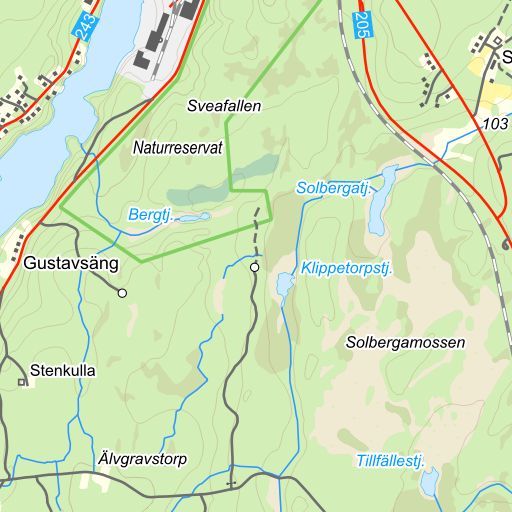 243
205
S
Sveafallen
103
Naturreservat
Solbergatj.
Bergtj.
Gustavsäng
Klippetorpstj.
Solbergamossen
Stenkulla
Älvgravstorp
Tillfällestj.